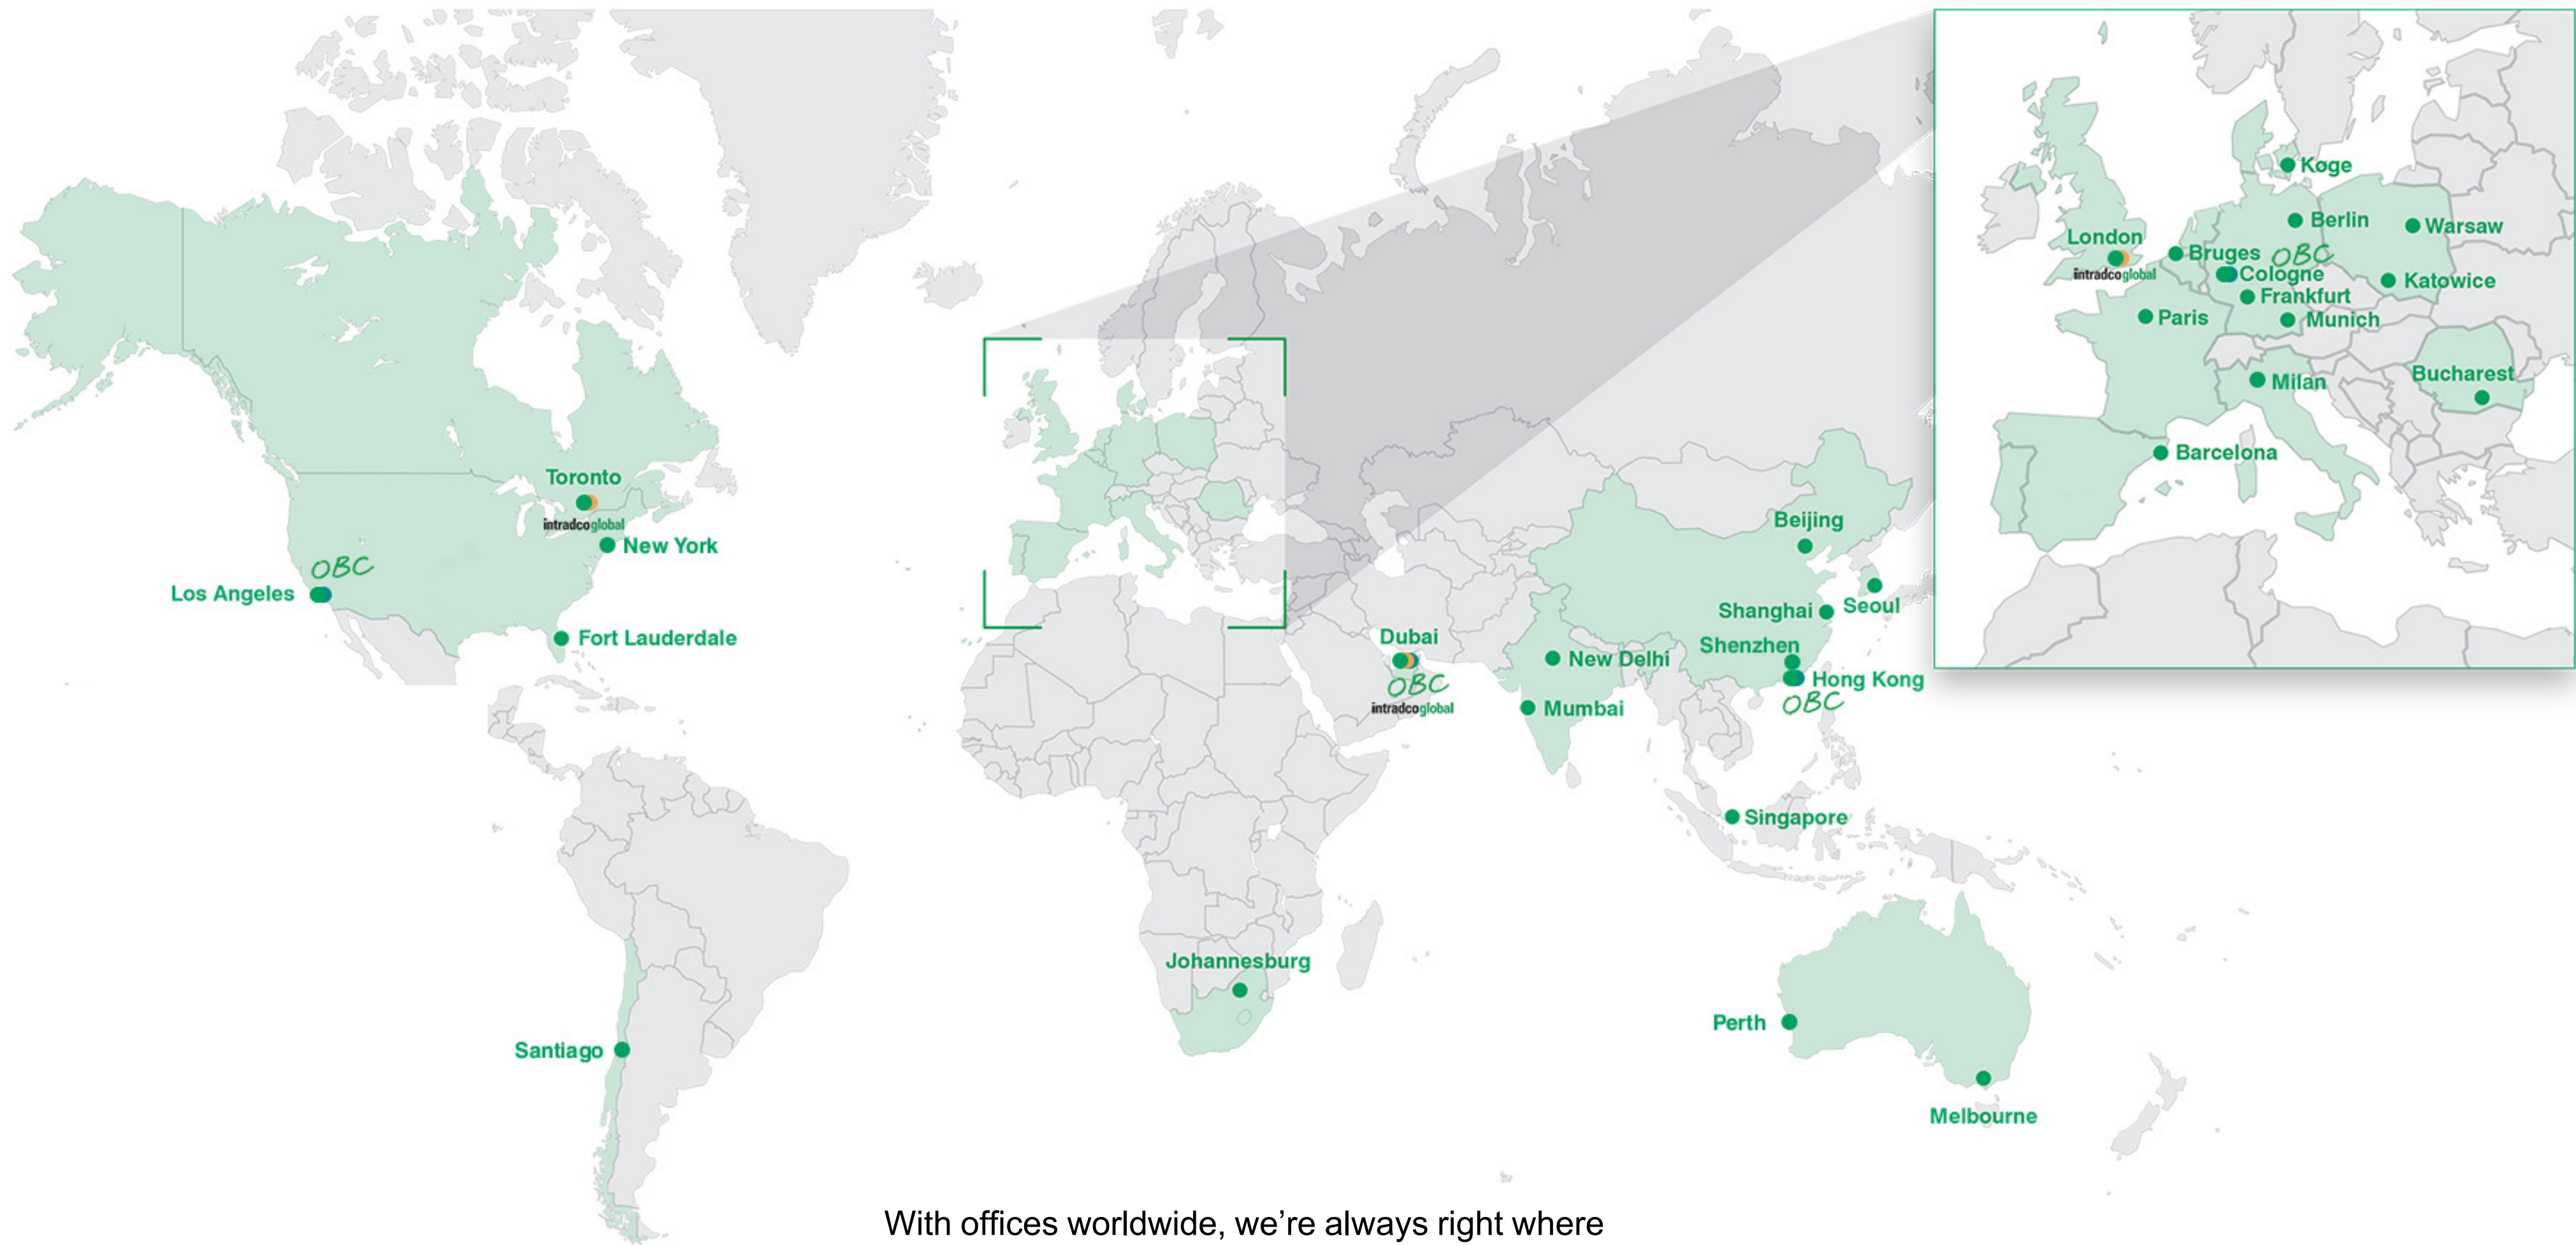 Toronto
intradcoglobal
New York
OBC
Los Angeles
Fort Lauderdale
Santiago
Johannesburg
Dubai
OBC
intradcoglobal
New Delhi
Mumbai
Beijing
Seoul
Shanghai
Shenzhen
Hong Kong
OBC
Singapore
Perth
Melbourne
Køge
Berlin
Warsaw
London
intradcoglobal
Bruges
OBC
Cologne
Katowice
Frankfurt
Paris
Munich
Milan
Bucharest
Barcelona
With offices worldwide, we’re always right where